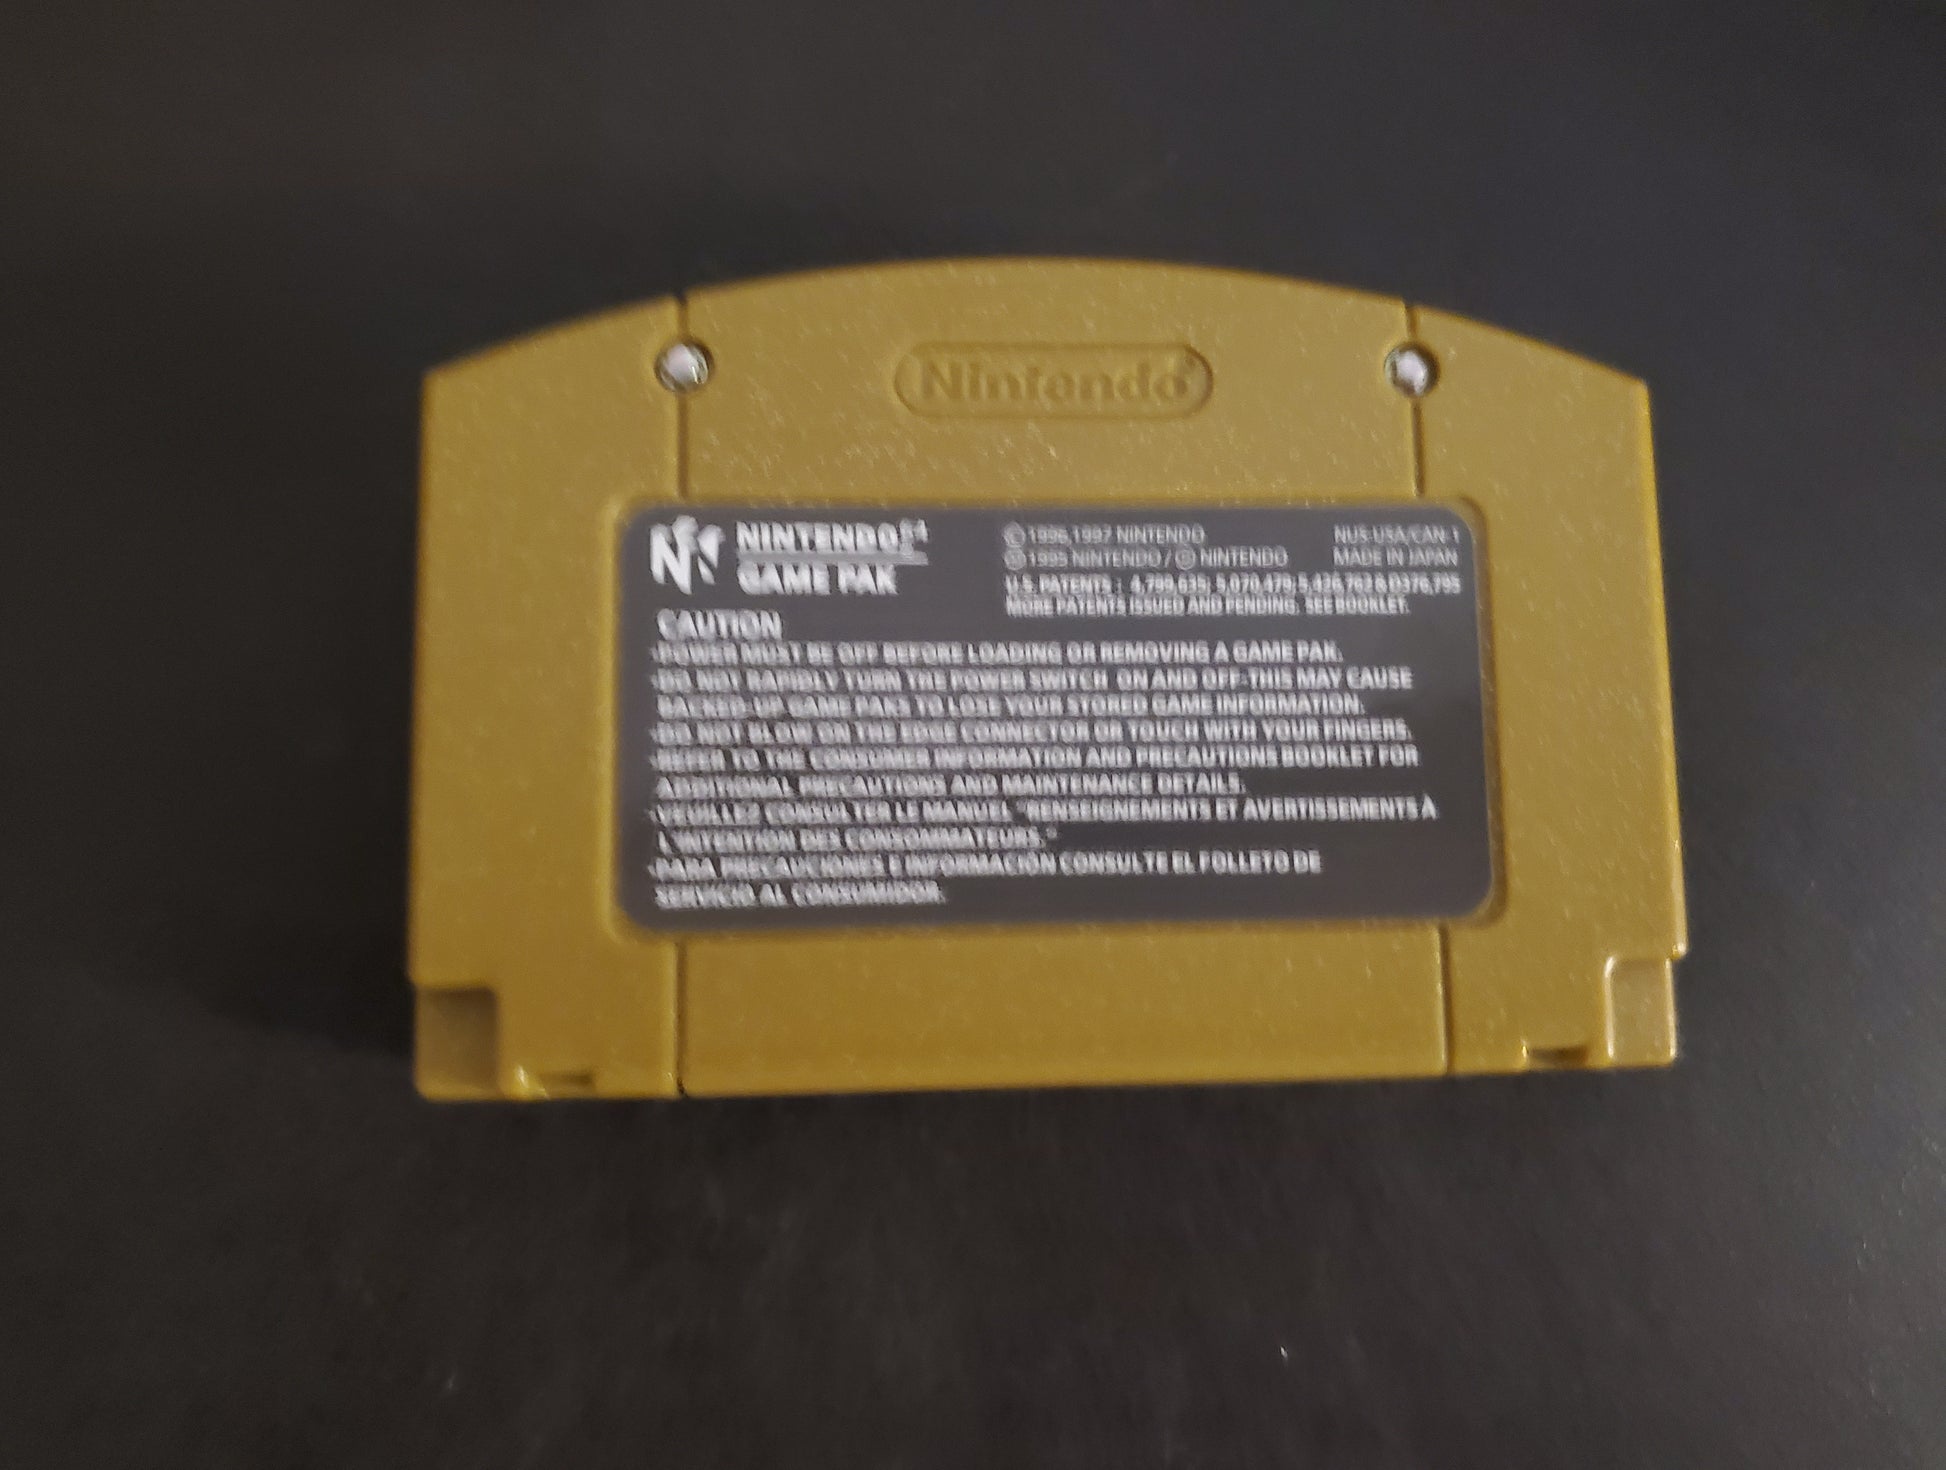 Nintendo®
NINTENDO64
GAME PAK
© 1996,1997 NINTENDO
NUS-USA/CAN-1
1995 NINTENDO / © NINTENDO
MADE IN JAPAN
U.S. PATENTS : 4,799,635; 5,070,479; 5,426,762 & D376,795
MORE PATENTS ISSUED AND PENDING. SEE BOOKLET.
CAUTION
·POWER MUST BE OFF BEFORE LOADING OR REMOVING A GAME PAK.
·DO NOT RAPIDLY TURN THE POWER SWITCH ON AND OFF-THIS MAY CAUSE
BACKED-UP GAME PAKS TO LOSE YOUR STORED GAME INFORMATION.
·DO NOT BLOW ON THE EDGE CONNECTOR OR TOUCH WITH YOUR FINGERS.
·REFER TO THE CONSUMER INFORMATION AND PRECAUTIONS BOOKLET FOR
ADDITIONAL PRECAUTIONS AND MAINTENANCE DETAILS.
·VEUILLEZ CONSULTER LE MANUEL "RENSEIGNEMENTS ET AVERTISSEMENTS À
L'INTENTION DES CONSOMMATEURS."
·PARA PRECAUCIONES E INFORMACIÓN CONSULTE EL FOLLETO DE
SERVICIO AL CONSUMIDOR.